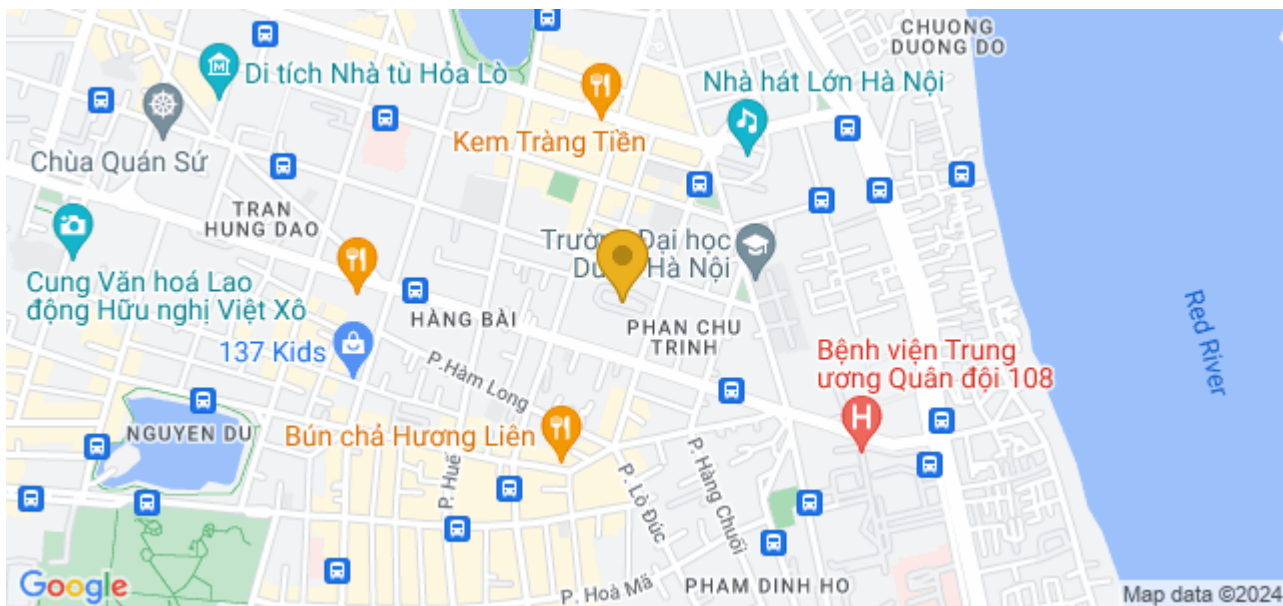 CHUONG
DUONG DO
Di tích Nhà tù Hỏa Lò
Nhà hát Lớn Hà Nội
Kem Tràng Tiền
Chùa Quán Sứ
TRAN
HUNG DAO
Trường Đại học
Dược Hà Nội
Cung Văn hoá Lao
động Hữu nghị Việt Xô
HÀNG BÀI
PHAN CHU
TRINH
Red River
137 Kids
P.Hàm Long
Bệnh viện Trung
ương Quân đội 108
NGUYEN DU
Bún chả Hương Liên
P. Huế
P. Lò Đúc
P. Hàng Chuối
P. Hoà Mã
PHAM DINH HO
Google
Map data ©2024